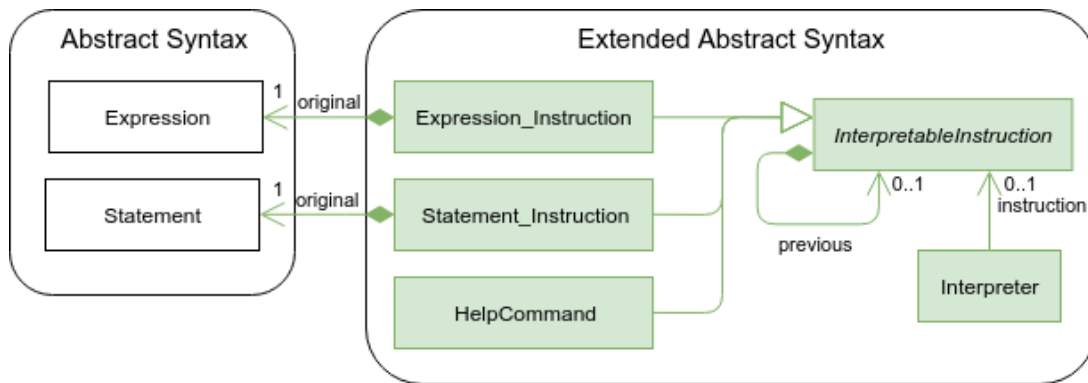 Abstract Syntax
Extended Abstract Syntax
Expression
1
original
Expression_Instruction
InterpretableInstruction
Statement
1
original
Statement_Instruction
0..1
0..1
instruction
previous
HelpCommand
Interpreter